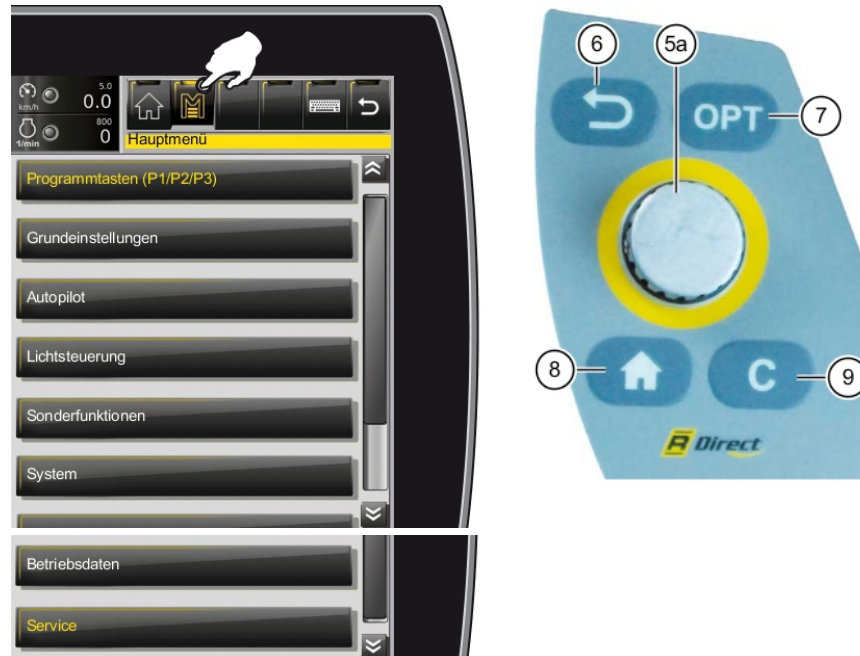 km/h
5.0
0.0
1/min
800
0
Hauptmenü
Programmtasten (P1/P2/P3)
Grundeinstellungen
Autopilot
Lichtsteuerung
Sonderfunktionen
System
Betriebsdaten
Service
6
5a
OPT
7
8
C
9
R Direct